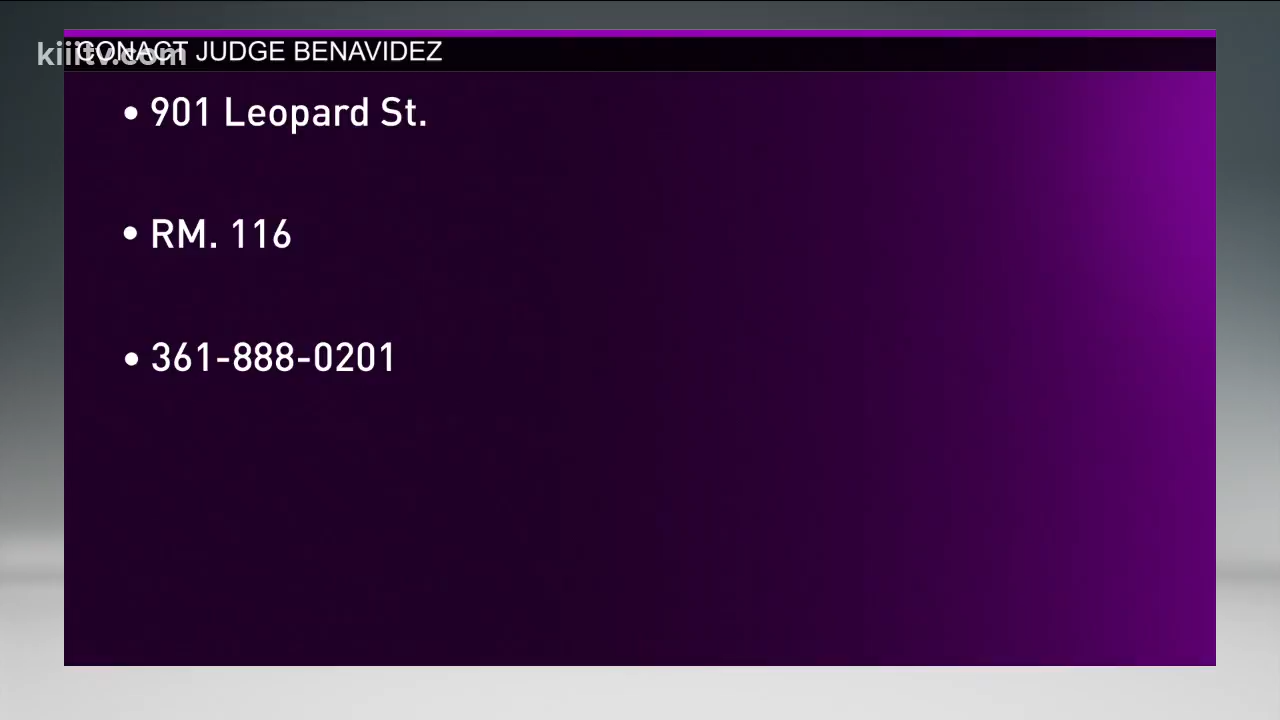 kiiitv.com
CONACT JUDGE BENAVIDEZ
• 901 Leopard St.
• RM. 116
• 361-888-0201